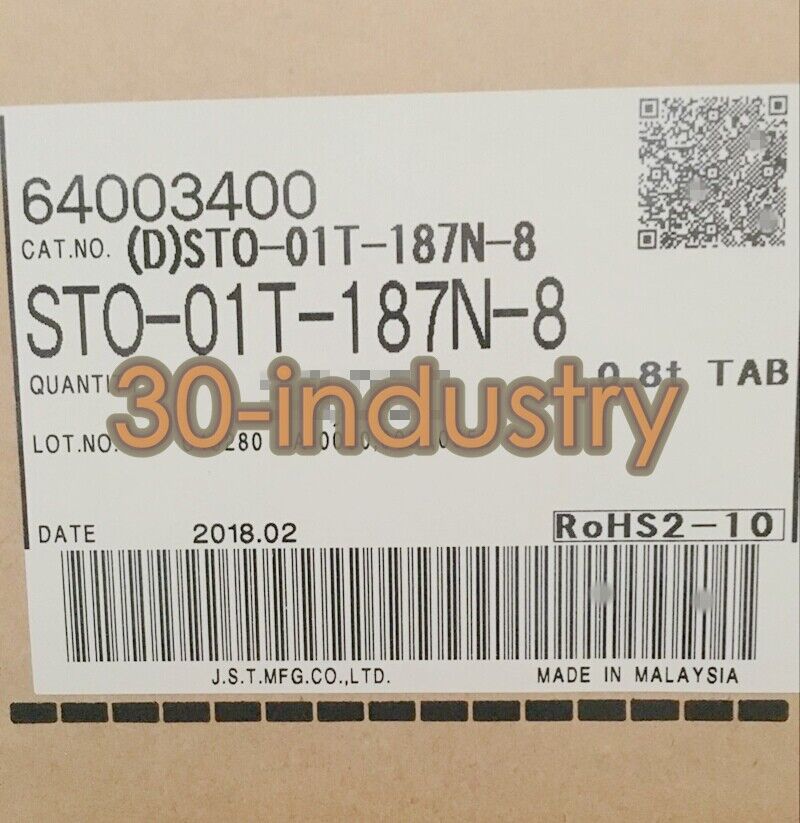 64003400
CAT.NO. (D)STO-01T-187N-8
STO-01T-187N-8
0.8t TAB
30-industry
LOT.NO.
DATE 2018.02
RoHS2-10
J.S.T.MFG.CO.,LTD. MADE IN MALAYSIA